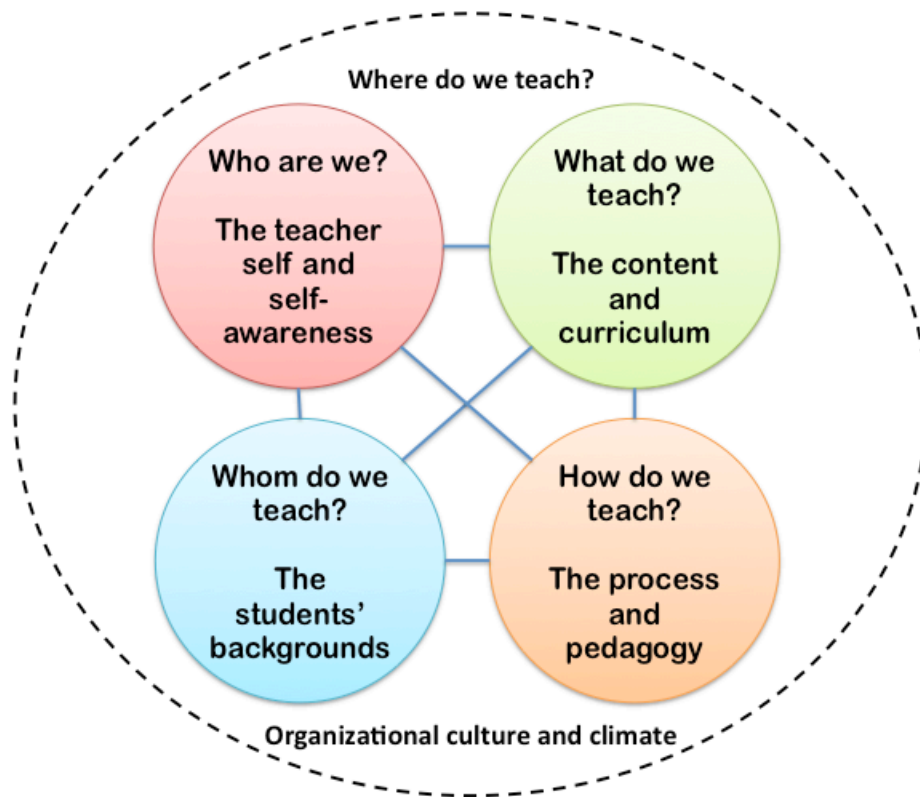 Where do we teach?
Who are we?
The teacher
self and
self-
awareness
What do we
teach?
The content
and
curriculum
Whom do we
teach?
The
students’
backgrounds
How do we
teach?
The process
and
pedagogy
Organizational culture and climate